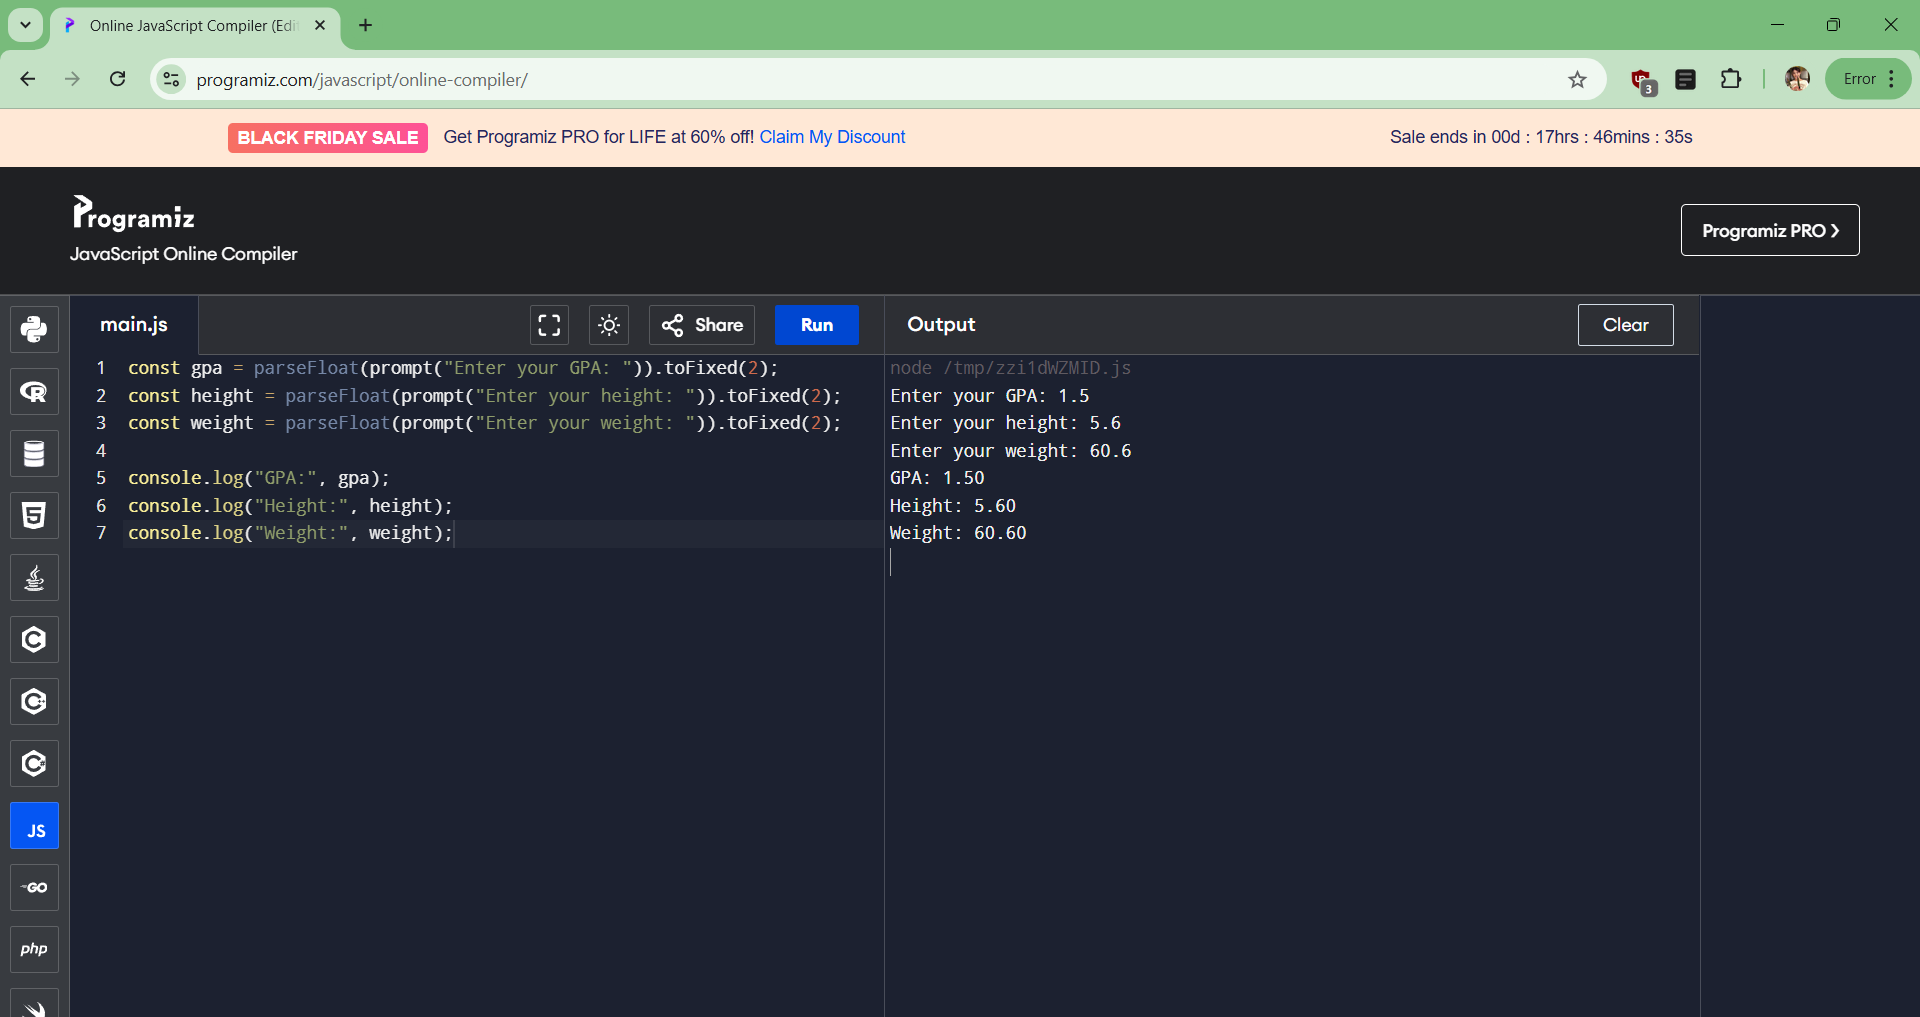 Online JavaScript Compiler (Edi
programiz.com/javascript/online-compiler/
3
Error
BLACK FRIDAY SALE Get Programiz PRO for LIFE at 60% off! Claim My Discount Sale ends in 00d : 17hrs : 46mins : 35s
Programiz
JavaScript Online Compiler
Programiz PRO ❯
main.js
Share
Run
Output
Clear
1 const gpa = parseFloat(prompt("Enter your GPA: ")).toFixed(2);
2 const height = parseFloat(prompt("Enter your height: ")).toFixed(2);
3 const weight = parseFloat(prompt("Enter your weight: ")).toFixed(2);
4
5 console.log("GPA:", gpa);
6 console.log("Height:", height);
7 console.log("Weight:", weight);
node /tmp/zzi1dWZMID.js
Enter your GPA: 1.5
Enter your height: 5.6
Enter your weight: 60.6
GPA: 1.50
Height: 5.60
Weight: 60.60
R
5
C
C
C
JS
GO
php